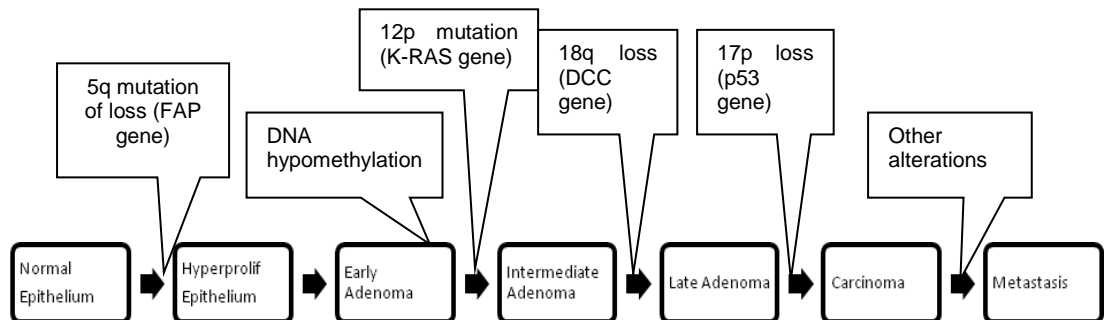 5q mutation
of loss (FAP
gene)
DNA
hypomethylation
12p mutation
(K-RAS gene)
18q loss
(DCC
gene)
17p loss
(p53
gene)
Other
alterations
Normal
Epithelium
Hyperprolif
Epithelium
Early
Adenoma
Intermediate
Adenoma
Late Adenoma
Carcinoma
Metastasis